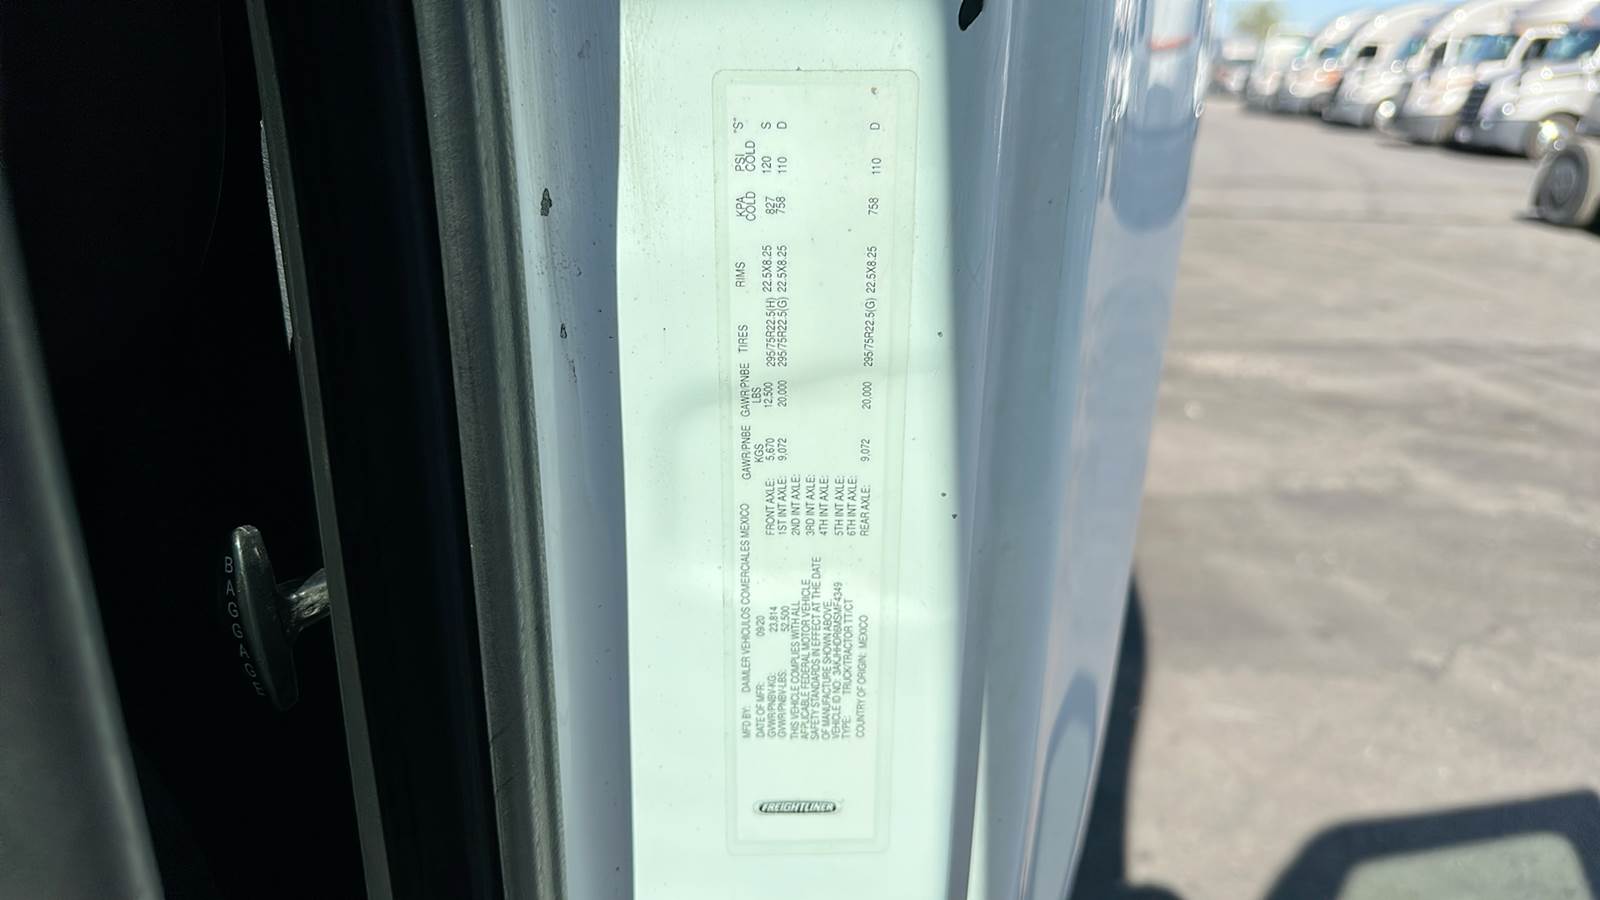 FREIGHTLINER
MFD BY: DAIMLER VEHICULOS COMERCIALES MEXICO GAWR/PNBE GAWR/PNBE TIRES RIMS KPA PSI "S"
DATE OF MFR: 09/20 KGS LBS COLD COLD
GVWR/PNBV-KG: 23,814 FRONT AXLE: 5,670 12,500 295/75R22.5(H) 22.5X8.25 827 120 S
GVWR/PNBV-LBS: 52,500 1ST INT AXLE: 9,072 20,000 295/75R22.5(G) 22.5X8.25 758 110 D
THIS VEHICLE COMPLIES WITH ALL 2ND INT AXLE:
APPLICABLE FEDERAL MOTOR VEHICLE 3RD INT AXLE:
SAFETY STANDARDS IN EFFECT AT THE DATE 4TH INT AXLE:
OF MANUFACTURE SHOWN ABOVE.
VEHICLE ID NO: 5TH INT AXLE:
TYPE: TRUCK/TRACTOR 6TH INT AXLE:
COUNTRY OF ORIGIN: MEXICO REAR AXLE: 9,072 20,000 295/75R22.5(G) 22.5X8.25 758 110 D
BAGGAGE